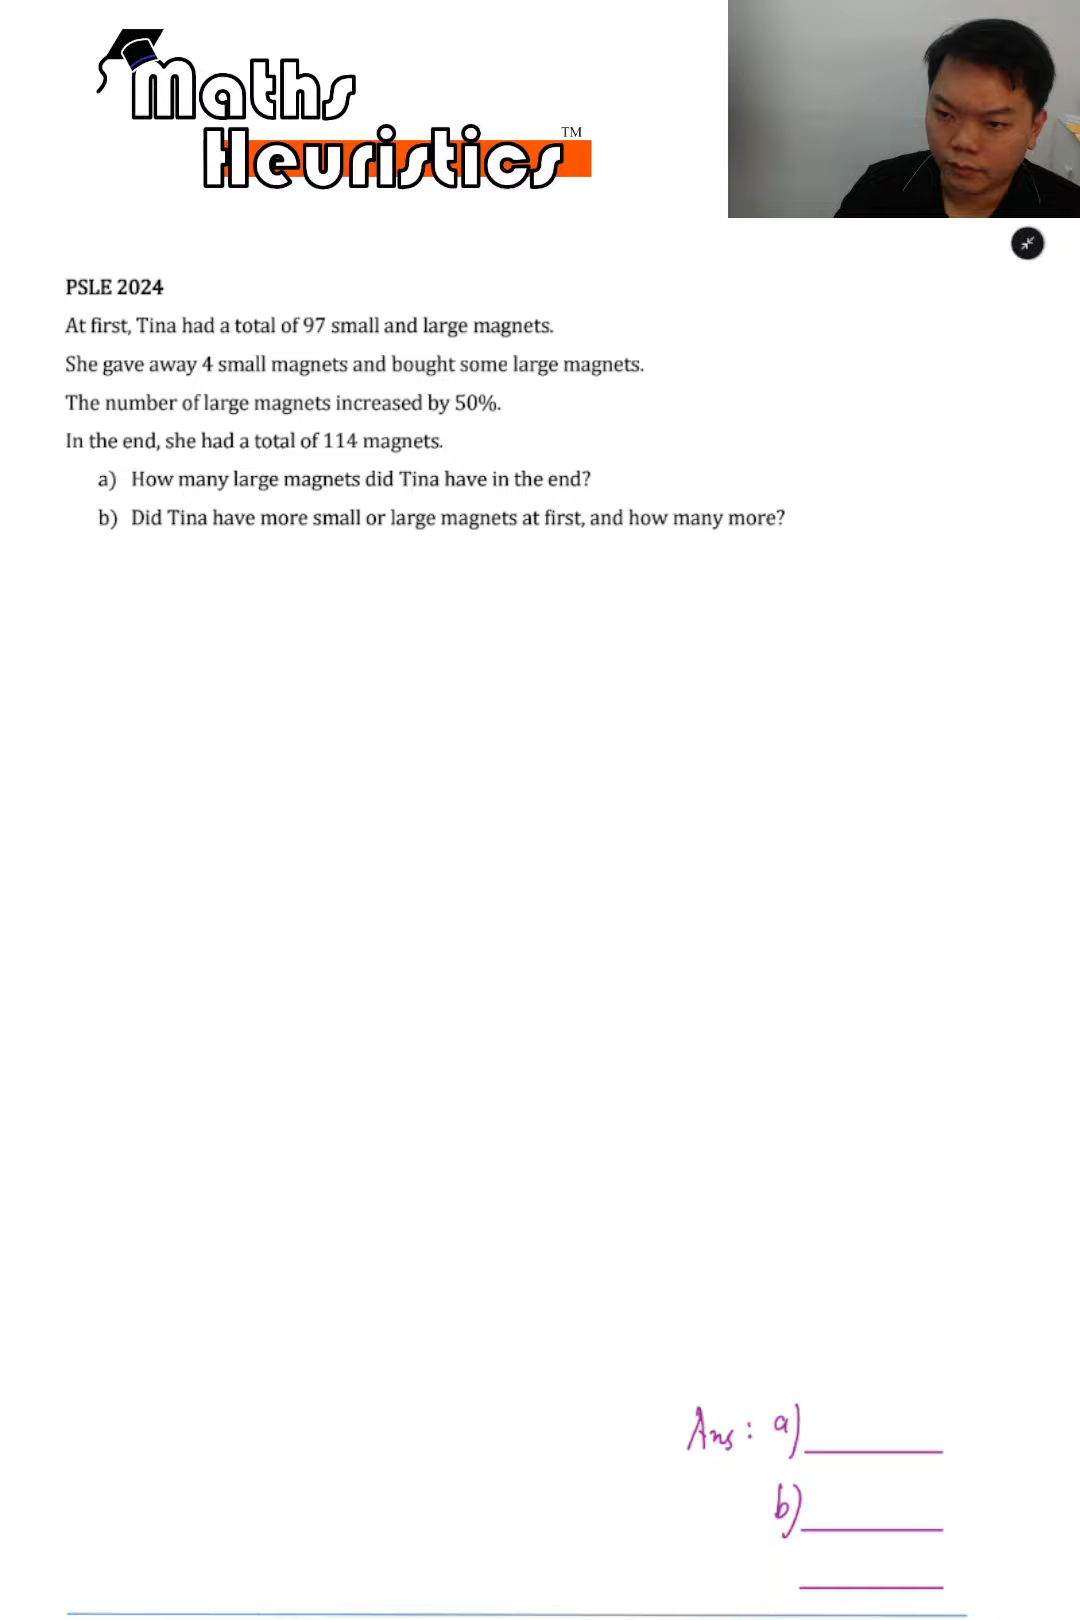 Maths
Heuristics™
PSLE 2024
At first, Tina had a total of 97 small and large magnets.
She gave away 4 small magnets and bought some large magnets.
The number of large magnets increased by 50%.
In the end, she had a total of 114 magnets.
a) How many large magnets did Tina have in the end?
b) Did Tina have more small or large magnets at first, and how many more?
Ans: a)
b)